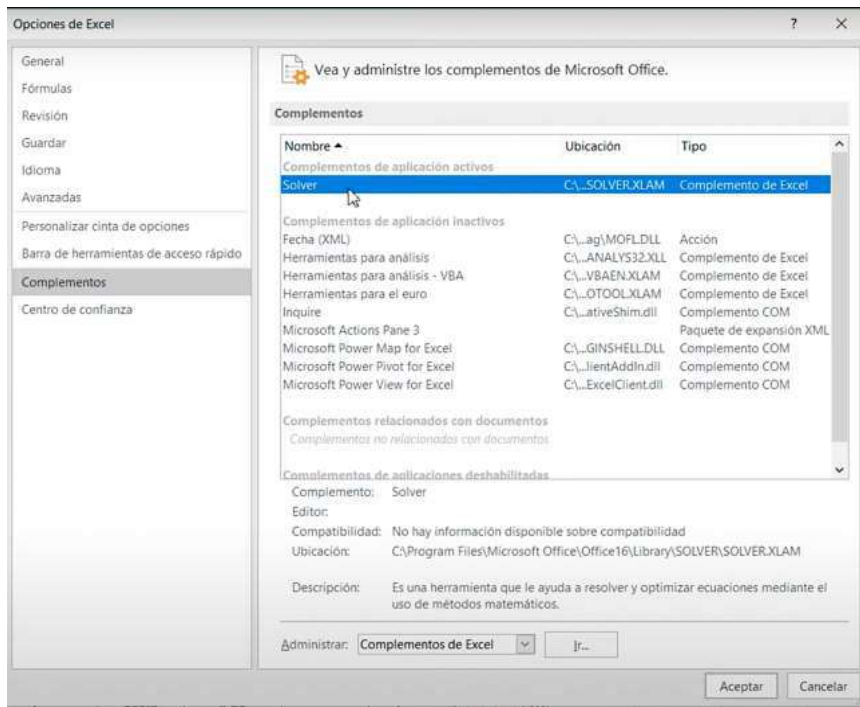 Opciones de Excel ? ×
General
Fórmulas
Revisión
Guardar
Idioma
Avanzadas
Personalizar cinta de opciones
Barra de herramientas de acceso rápido
Complementos
Centro de confianza
Vea y administre los complementos de Microsoft Office.
Complementos
Nombre Ubicación Tipo
Complementos de aplicación activos
Solver C:\...SOLVER.XLAM Complemento de Excel
Complementos de aplicación inactivos
Fecha (XML) C:\...ag\MOFL.DLL Acción
Herramientas para análisis C:\...ANALYS32.XLL Complemento de Excel
Herramientas para análisis - VBA C:\...VBAEN.XLAM Complemento de Excel
Herramientas para el euro C:\...OTOOL.XLAM Complemento de Excel
Inquire C:\...ativeShim.dll Complemento COM
Microsoft Actions Pane 3 Paquete de expansión XML
Microsoft Power Map for Excel C:\...GINSHELL.DLL Complemento COM
Microsoft Power Pivot for Excel C:\...lientAddIn.dll Complemento COM
Microsoft Power View for Excel C:\...ExcelClient.dll Complemento COM
Complementos relacionados con documentos
Complementos no relacionados con documentos
Complementos de aplicaciones deshabilitadas
Complemento: Solver
Editor:
Compatibilidad: No hay información disponible sobre compatibilidad
Ubicación: C:\Program Files\Microsoft Office\Office16\Library\SOLVER\SOLVER.XLAM
Descripción: Es una herramienta que le ayuda a resolver y optimizar ecuaciones mediante el
uso de métodos matemáticos.
Administrar: Complementos de Excel Ir...
Aceptar Cancelar